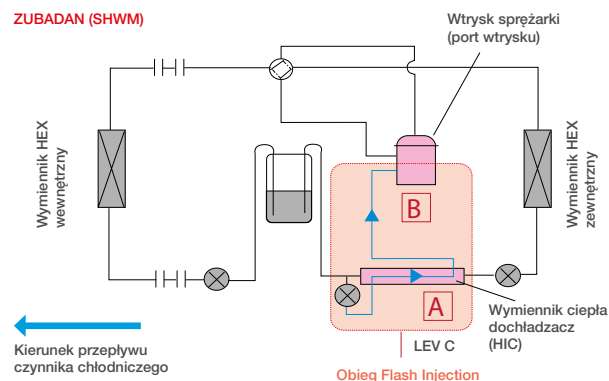 ZUBADAN (SHWM)
Wtrysk sprężarki
(port wtrysku)
Wymiennik HEX
wewnętrzny
Wymiennik HEX
zewnętrzny
B
A
Wymiennik ciepła
dochładzacz
(HIC)
LEV C
Kierunek przepływu
czynnika chłodniczego
Obieg Flash Injection